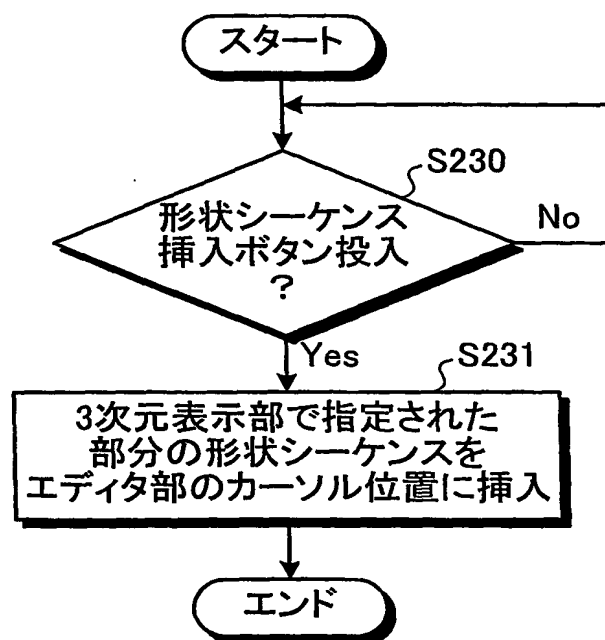 スタート
S230
形状シーケンス
挿入ボタン投入
?
No
Yes
S231
3次元表示部で指定された
部分の形状シーケンスを
エディタ部のカーソル位置に挿入
エンド